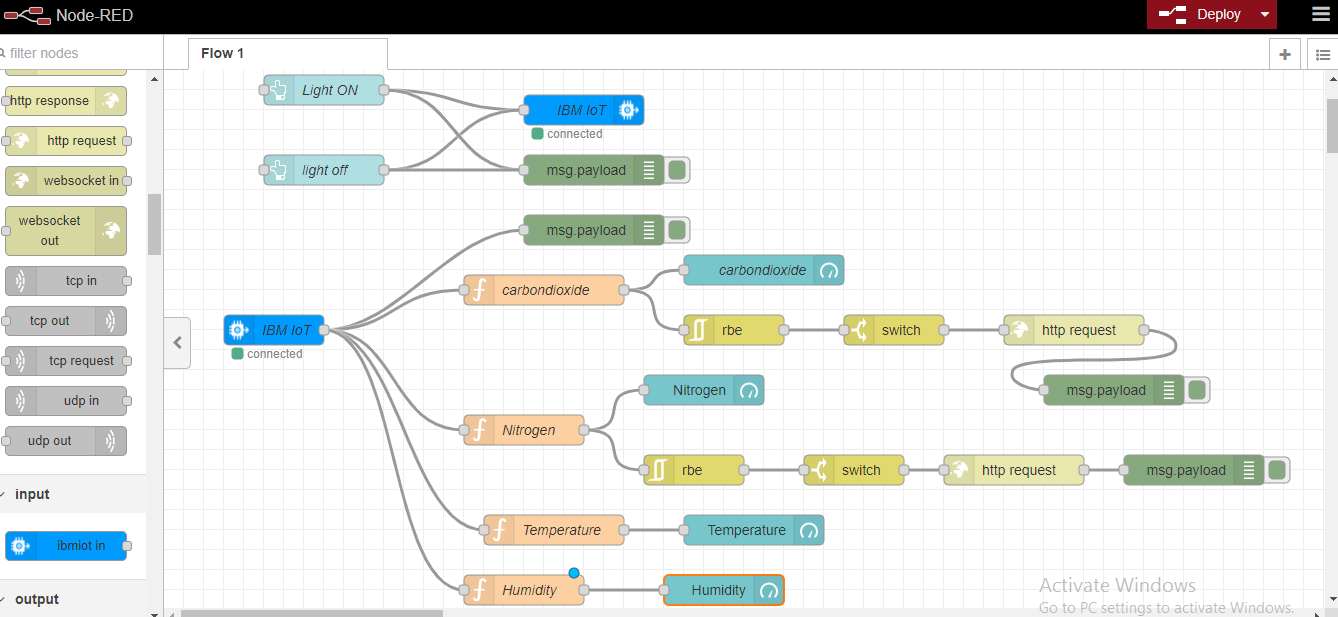 Node-RED
Deploy
filter nodes
Flow 1
http response
http request
websocket in
websocket
out
tcp in
tcp out
tcp request
udp in
udp out
input
ibmiot in
output
Light ON
IBM IoT
connected
light off
msg.payload
msg.payload
carbondioxide
carbondioxide
IBM IoT
connected
rbe
switch
http request
msg.payload
Nitrogen
Nitrogen
rbe
switch
http request
msg.payload
Temperature
Temperature
Humidity
Humidity
Activate Windows
Go to PC settings to activate Windows.